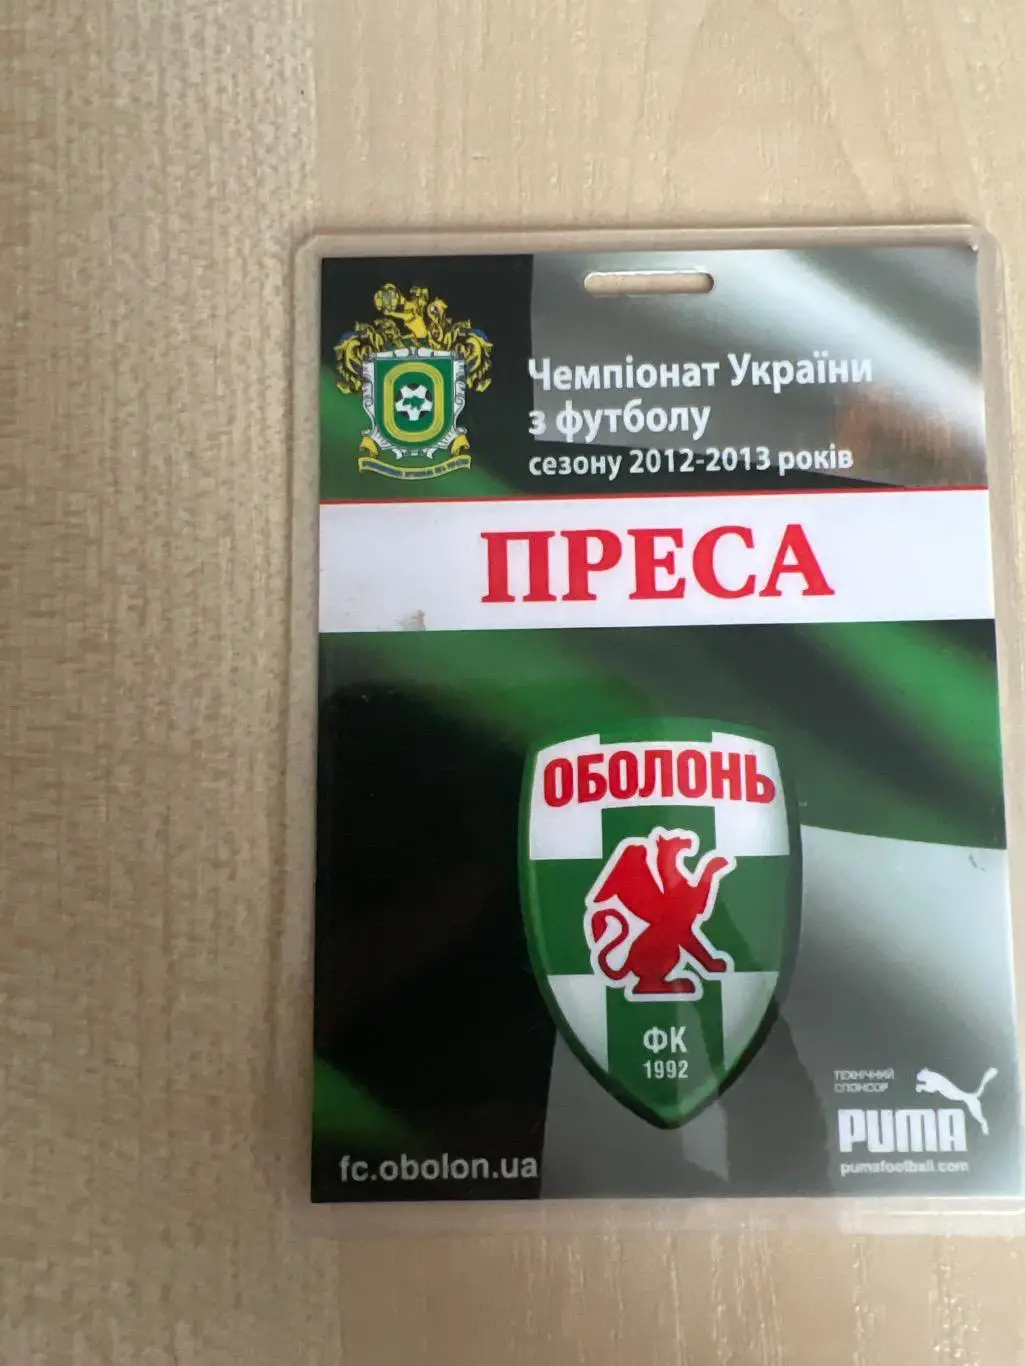 Чемпіонат України
з футболу
сезону 2012-2013 років
ПРЕСА
ОБОЛОНЬ
ФК
1992
ТЕХНІЧНИЙ
СПОНСОР
PUMA
pumafootball.com
fc.obolon.ua